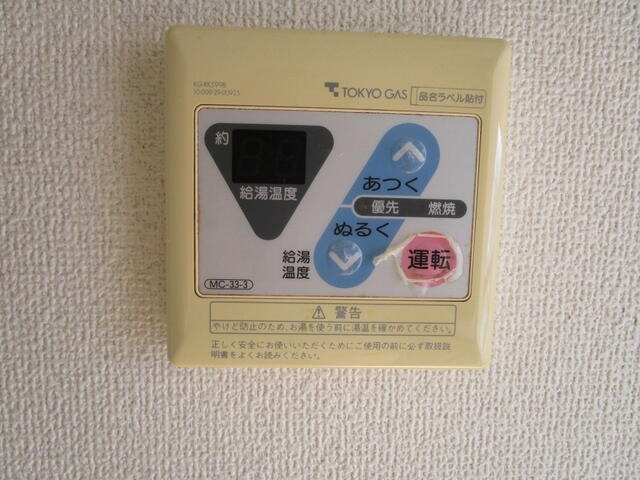 TOKYO GAS
品名ラベル貼付
約
給湯温度
あつく
優先 燃焼
ぬるく
給湯
温度
運転
MC-33-3
警告
やけど防止のため、お湯を使う前に湯温を確かめてください。
正しく安全にお使いいただくためにご使用の前に必ず取扱説
明書をよくお読みください。